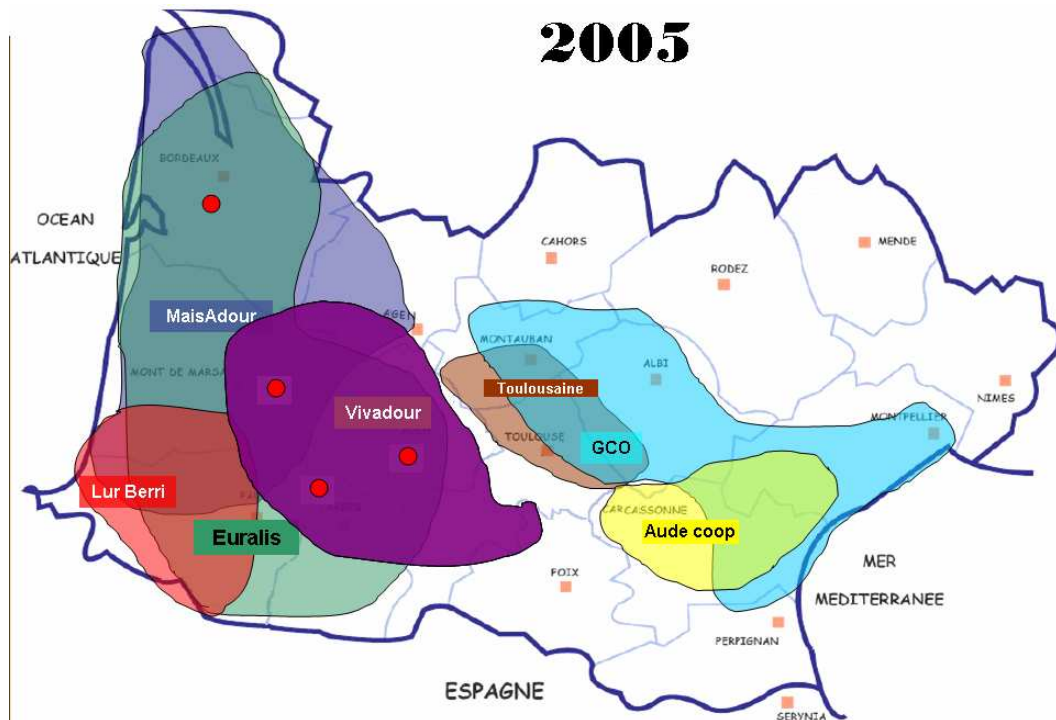 2005
BORDEAUX
OCEAN
ATLANTIQUE
CAHORS
MENDE
RODEZ
MaisAdour
AGEN
MONTAUBAN
ALBI
MONT DE MARSA
Toulousaine
NIMES
Vivadour
MONTPELLIER
TOULOUSE
GCO
Lur Berri
CARCASSONNE
Aude coop
Euralis
MER
FOIX
MEDITERRANEE
PERPIGNAN
ESPAGNE
GERYNIA